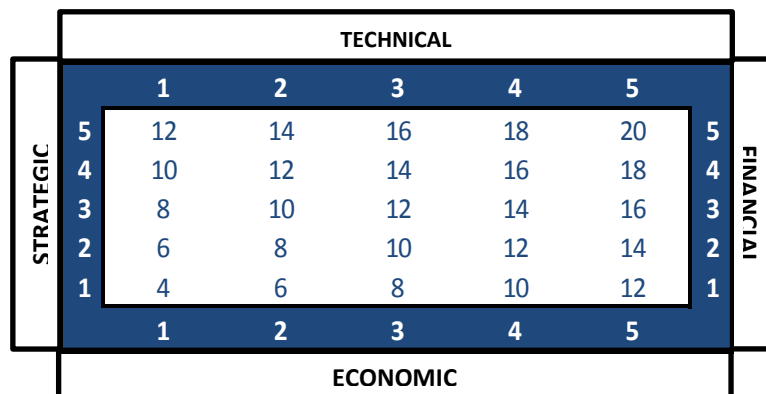 TECHNICAL
1 2 3 4 5
STRATEGIC
5 12 14 16 18 20 5
4 10 12 14 16 18 4
3 8 10 12 14 16 3
2 6 8 10 12 14 2
1 4 6 8 10 12 1
FINANCIAL
1 2 3 4 5
ECONOMIC